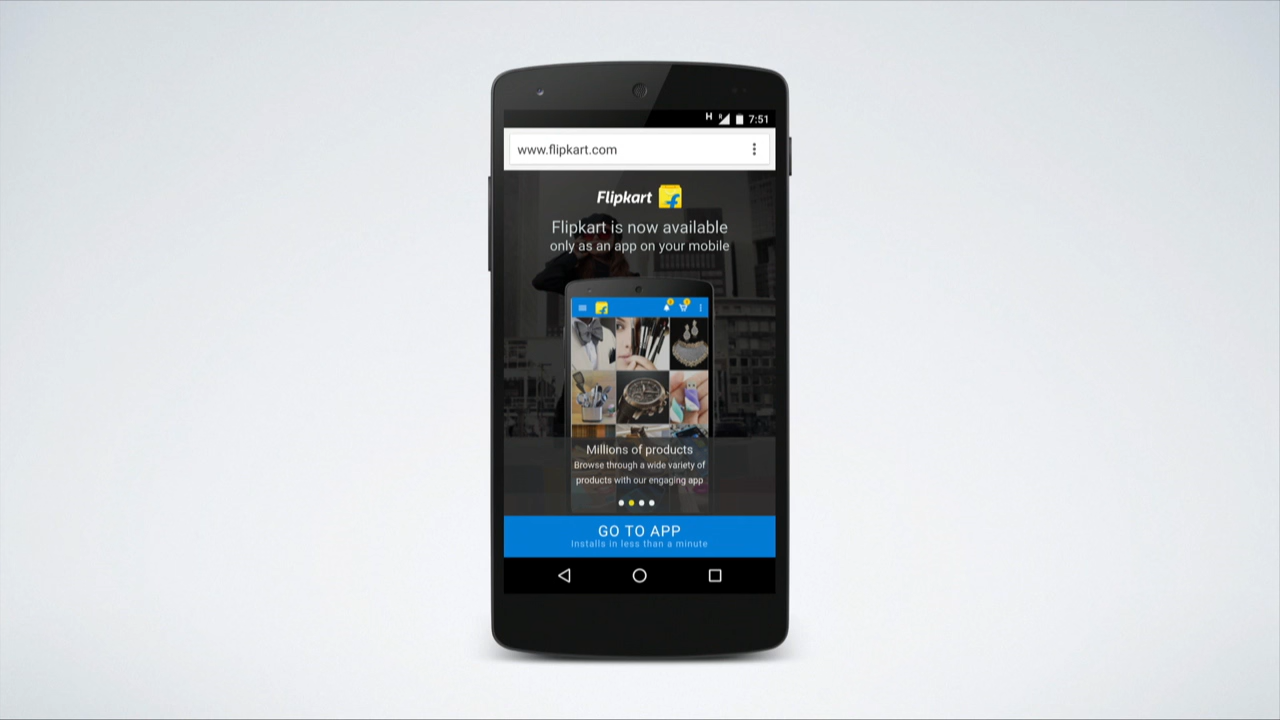 H R 7:51
www.flipkart.com
Flipkart
Flipkart is now available
only as an app on your mobile
Millions of products
Browse through a wide variety of
products with our engaging app
GO TO APP
Installs in less than a minute